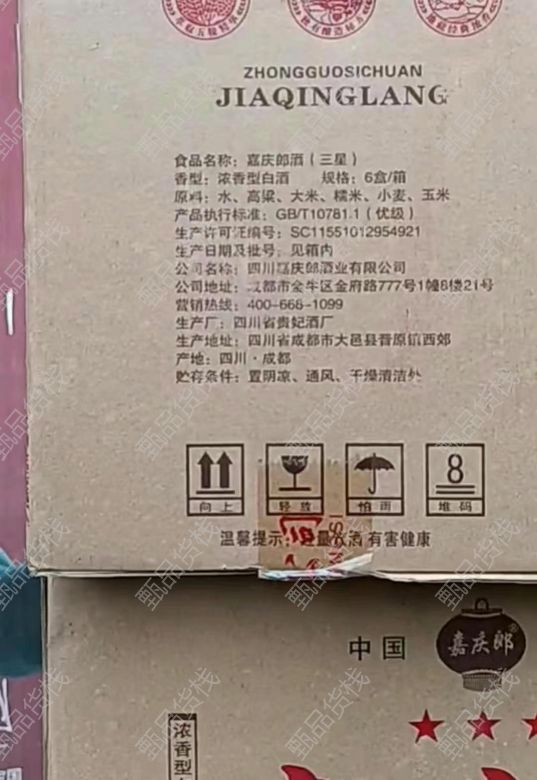 ZHONGGUOSICHUAN
JIAQINGLANG
食品名称：嘉庆郎酒（三星）
香型：浓香型白酒 规格：6盒/箱
原料：水、高粱、大米、糯米、小麦、玉米
产品执行标准：GB/T10781.1（优级）
生产许可证编号：SC11551012954921
生产日期及批号：见箱内
公司名称：四川嘉庆郎酒业有限公司
公司地址：成都市金牛区金府路777号1幢8楼21号
营销热线：400-668-1099
生产厂：四川省贵妃酒厂
生产地址：四川省成都市大邑县晋原镇西郊
产地：四川·成都
贮存条件：置阴凉、通风、干燥清洁处
8
向上 轻放 怕雨 堆码
温馨提示：过量饮酒 有害健康
中国 嘉庆郎
浓香型
甄品货栈